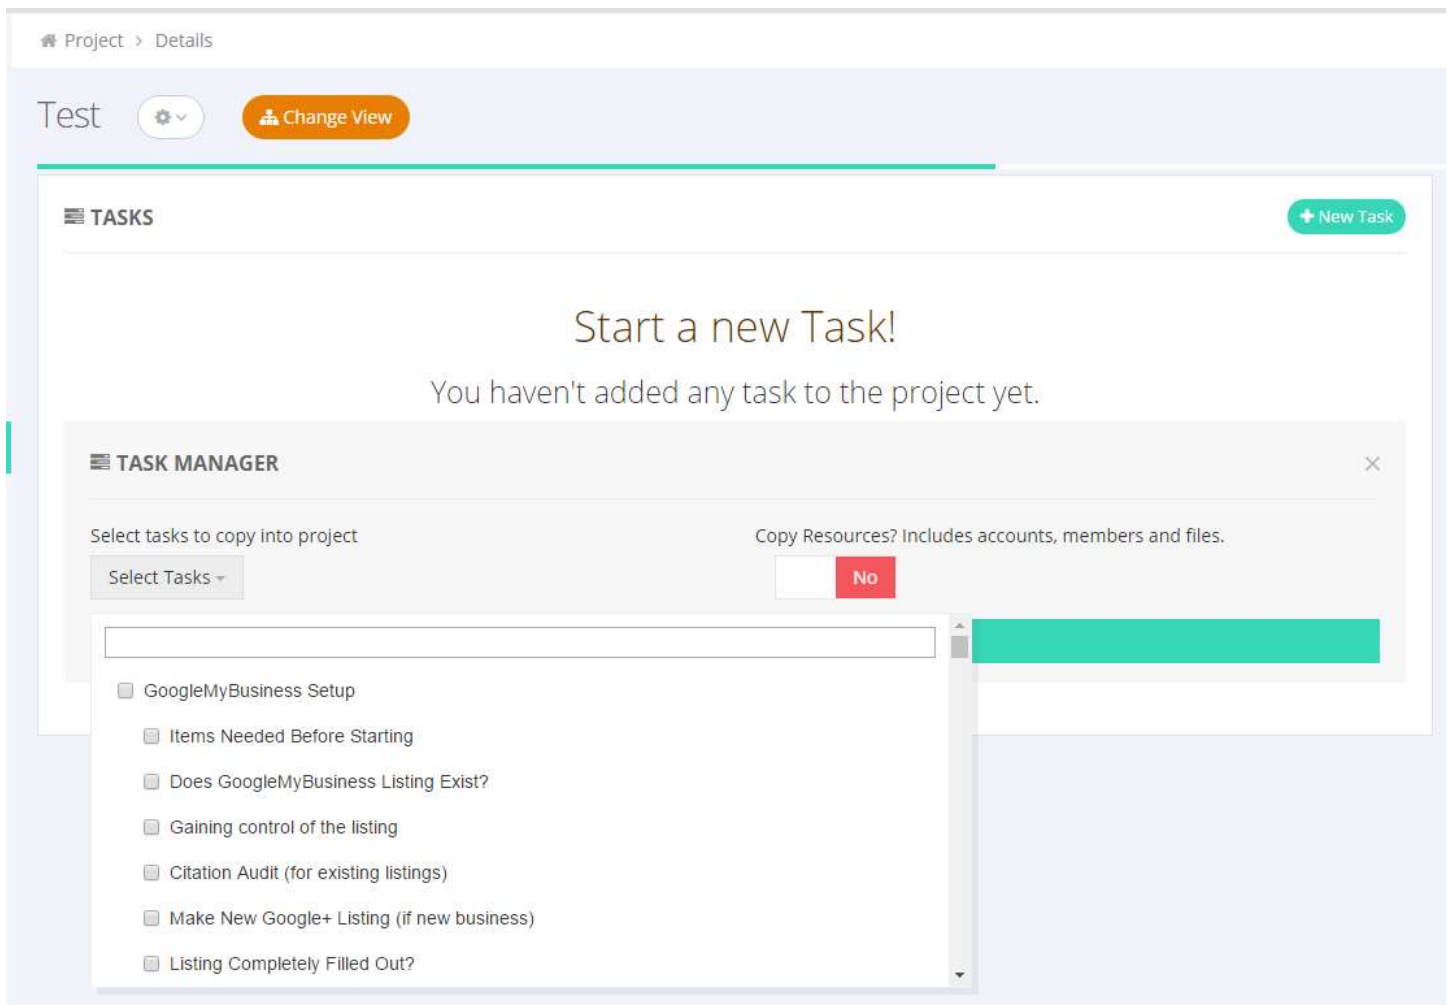 Project > Details
Test
Change View
TASKS
+ New Task
Start a new Task!
You haven't added any task to the project yet.
TASK MANAGER
Select tasks to copy into project
Copy Resources? Includes accounts, members and files.
Select Tasks
No
GoogleMyBusiness Setup
Items Needed Before Starting
Does GoogleMyBusiness Listing Exist?
Gaining control of the listing
Citation Audit (for existing listings)
Make New Google+ Listing (if new business)
Listing Completely Filled Out?